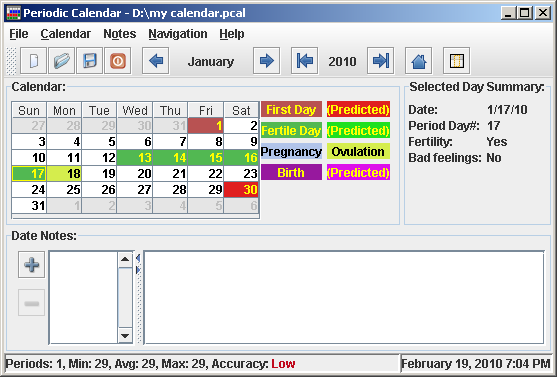 Periodic Calendar - D:\my calendar.pcal
File Calendar Notes Navigation Help
January 2010
Calendar:
Sun Mon Tue Wed Thu Fri Sat
27 28 29 30 31 1 2
3 4 5 6 7 8 9
10 11 12 13 14 15 16
17 18 19 20 21 22 23
24 25 26 27 28 29 30
31 1 2 3 4 5 6
First Day (Predicted)
Fertile Day (Predicted)
Pregnancy Ovulation
Birth (Predicted)
Selected Day Summary:
Date: 1/17/10
Period Day#: 17
Fertility: Yes
Bad feelings: No
Date Notes:
Periods: 1, Min: 29, Avg: 29, Max: 29, Accuracy: Low
February 19, 2010 7:04 PM